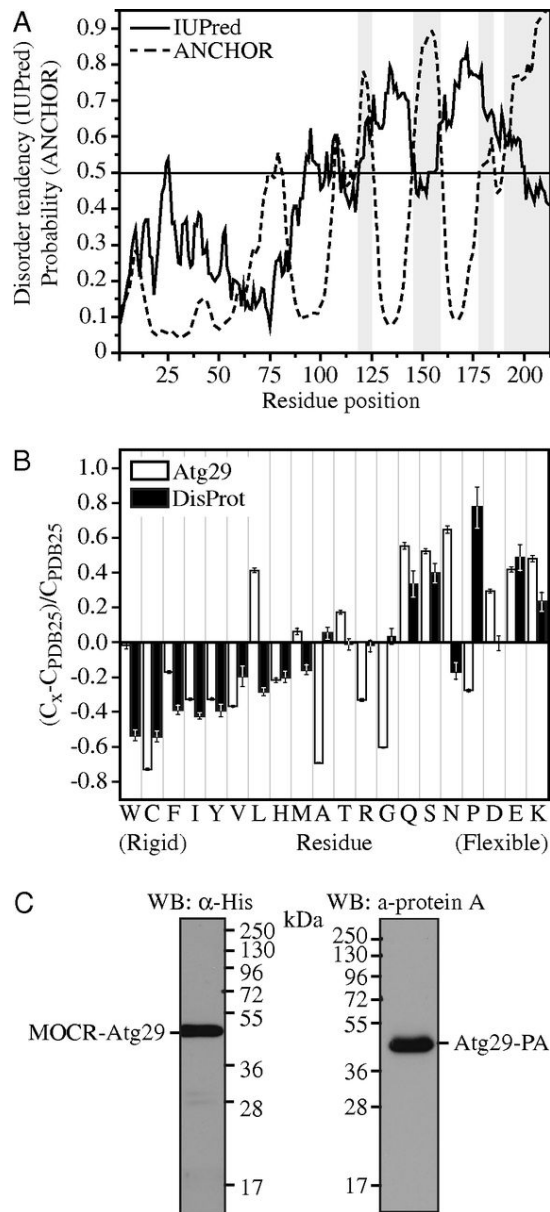 A
IUPred
ANCHOR
Disorder tendency (IUPred)
Probability (ANCHOR)
0.9
0.8
0.7
0.6
0.5
0.4
0.3
0.2
0.1
0
25 50 75 100 125 150 175 200
Residue position
B
Atg29
DisProt
(Cx-CPDB25)/CPDB25
1.0
0.8
0.6
0.4
0.2
0.0
-0.2
-0.4
-0.6
-0.8
W C F I Y V L H M A T R G Q S N P D E K
(Rigid) Residue (Flexible)
C
WB: α-His kDa WB: a-protein A
250
130
96
72
55
36
28
17
MOCR-Atg29
250
130
96
72
55
36
28
17
Atg29-PA